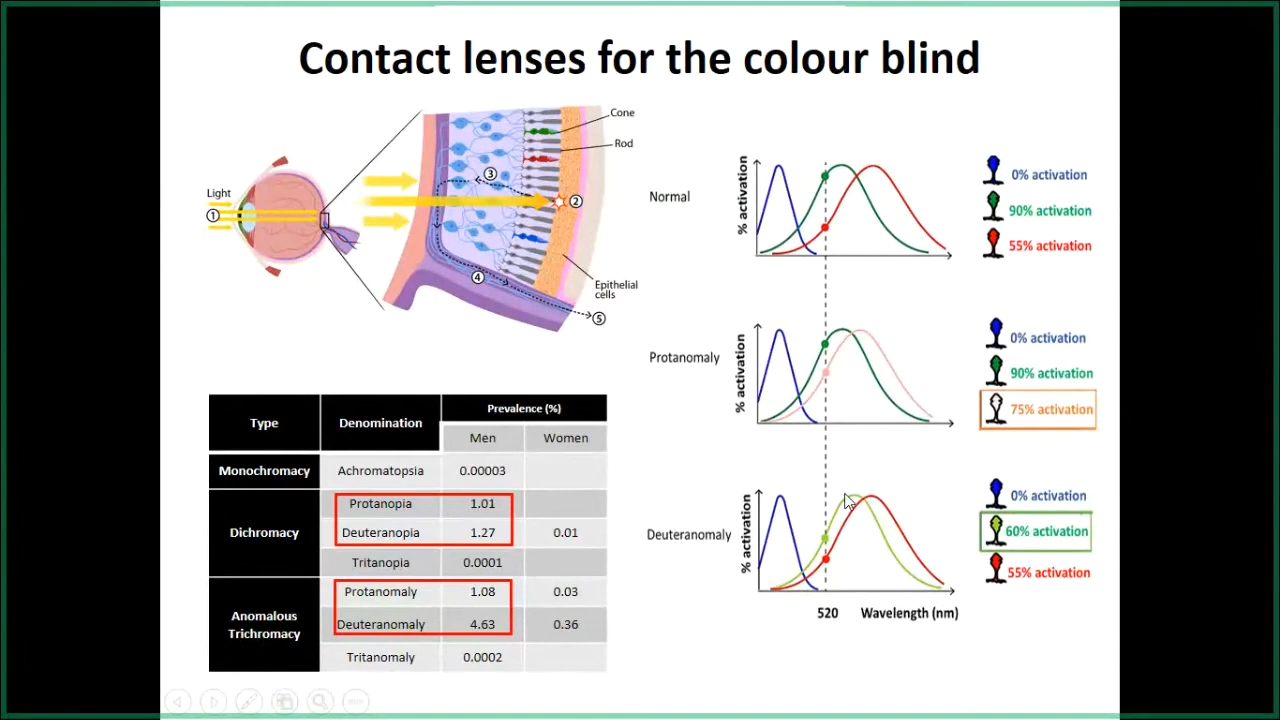 Contact lenses for the colour blind
Light
1
Cone
Rod
3
2
4
Epithelial
cells
5
Normal
% activation
0% activation
90% activation
55% activation
Protanomaly
% activation
0% activation
90% activation
75% activation
Deuteranomaly
% activation
0% activation
60% activation
55% activation
520 Wavelength (nm)
Type Denomination Prevalence (%)
Men Women
Monochromacy Achromatopsia 0.00003
Dichromacy
Protanopia 1.01
Deuteranopia 1.27 0.01
Tritanopia 0.0001
Anomalous
Trichromacy
Protanomaly 1.08 0.03
Deuteranomaly 4.63 0.36
Tritanomaly 0.0002